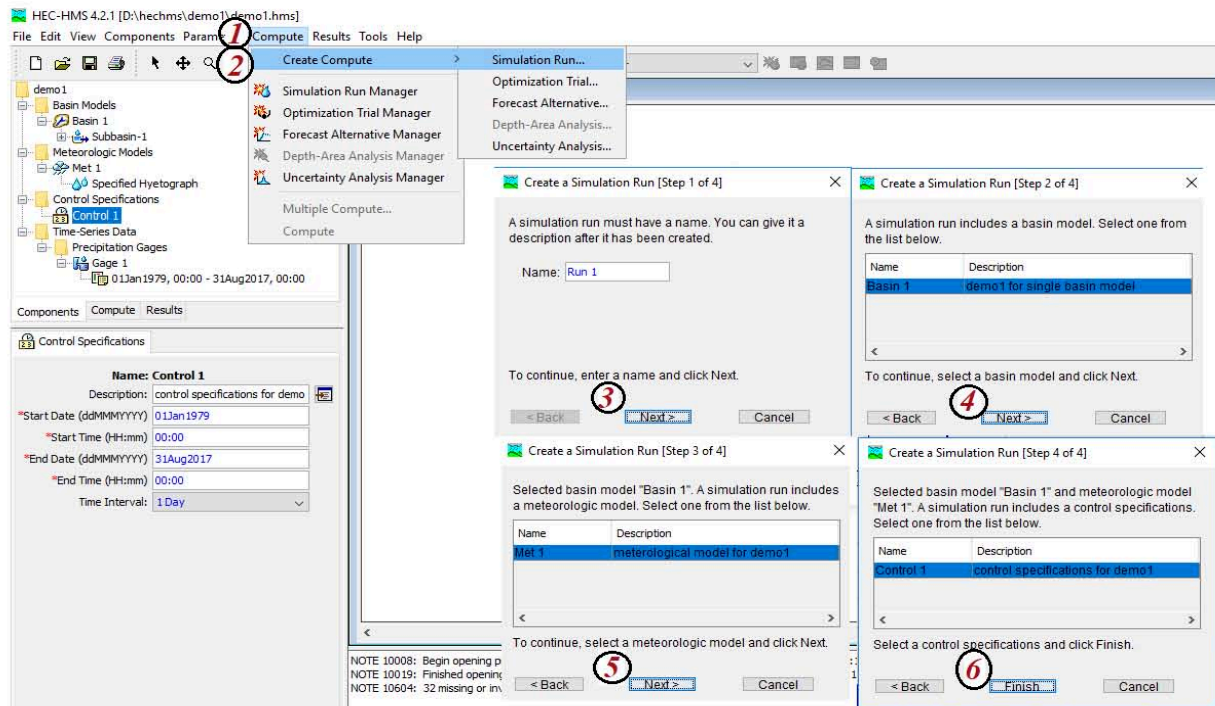 HEC-HMS 4.2.1 [D:\hechms\demo1\demo1.hms]
File Edit View Components Param 1 Compute Results Tools Help
2 Create Compute > Simulation Run...
Optimization Trial...
Forecast Alternative...
Depth-Area Analysis...
Uncertainty Analysis...
Simulation Run Manager
Optimization Trial Manager
Forecast Alternative Manager
Depth-Area Analysis Manager
Uncertainty Analysis Manager
Multiple Compute...
Compute
demo1
Basin Models
Basin 1
Subbasin-1
Meteorologic Models
Met 1
Specified Hyetograph
Control Specifications
Control 1
Time-Series Data
Precipitation Gages
Gage 1
01Jan1979, 00:00 - 31Aug2017, 00:00
Components Compute Results
Control Specifications
Name: Control 1
Description: control specifications for demo
*Start Date (ddMMMYYYY) 01Jan1979
*Start Time (HH:mm) 00:00
*End Date (ddMMMYYYY) 31Aug2017
*End Time (HH:mm) 00:00
Time Interval: 1 Day
Create a Simulation Run [Step 1 of 4]
A simulation run must have a name. You can give it a
description after it has been created.
Name: Run 1
To continue, enter a name and click Next.
3
< Back Next > Cancel
Create a Simulation Run [Step 2 of 4]
A simulation run includes a basin model. Select one from
the list below.
Name Description
Basin 1 demo1 for single basin model
To continue, select a basin model and click Next.
4
< Back Next > Cancel
Create a Simulation Run [Step 3 of 4]
Selected basin model "Basin 1". A simulation run includes
a meteorologic model. Select one from the list below.
Name Description
Met 1 meterological model for demo1
To continue, select a meteorologic model and click Next.
5
< Back Next > Cancel
Create a Simulation Run [Step 4 of 4]
Selected basin model "Basin 1" and meteorologic model
"Met 1". A simulation run includes a control specifications.
Select one from the list below.
Name Description
Control 1 control specifications for demo1
Select a control specifications and click Finish.
6
< Back Finish Cancel
NOTE 10008: Begin opening p
NOTE 10019: Finished opening
NOTE 10604: 32 missing or inv